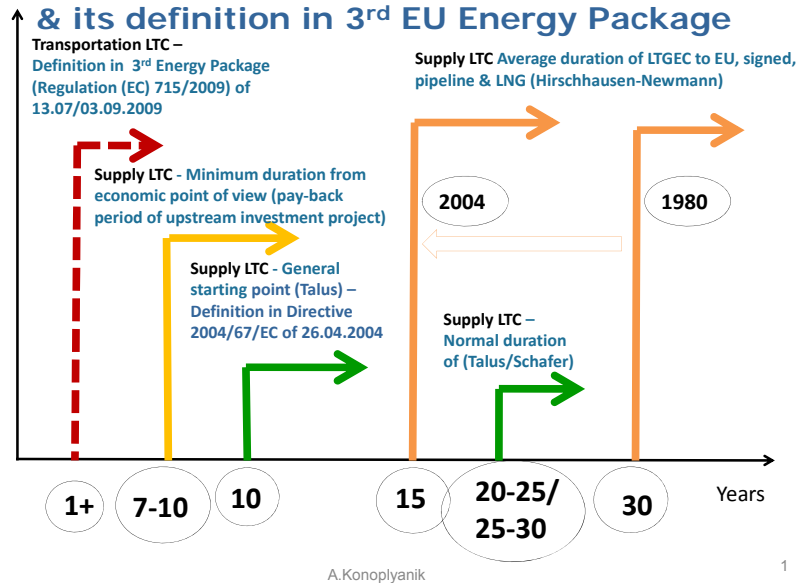 & its definition in 3rd EU Energy Package
Transportation LTC –
Definition in 3rd Energy Package
(Regulation (EC) 715/2009) of
13.07/03.09.2009
Supply LTC Average duration of LTGEC to EU, signed,
pipeline & LNG (Hirschhausen-Newmann)
Supply LTC - Minimum duration from
economic point of view (pay-back
period of upstream investment project)
2004
1980
Supply LTC - General
starting point (Talus) –
Definition in Directive
2004/67/EC of 26.04.2004
Supply LTC –
Normal duration
of (Talus/Schafer)
1+
7-10
10
15
20-25/
25-30
30
Years
A.Konoplyanik
1